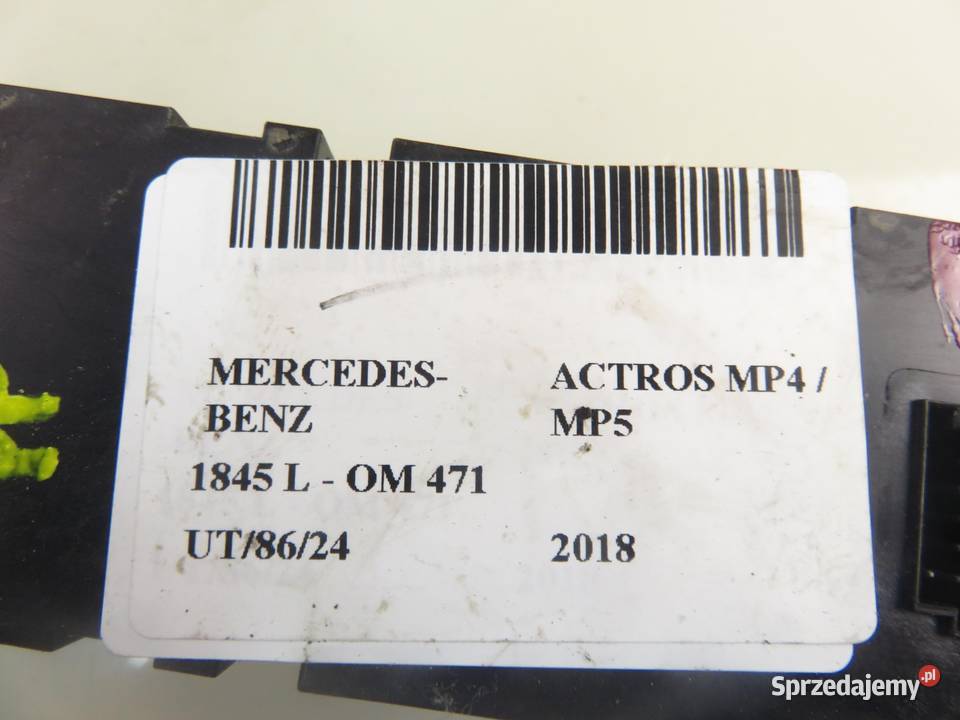 MERCEDES-
BENZ
ACTROS MP4 /
MP5
1845 L - OM 471
UT/86/24
2018
Sprzedajemy.pl